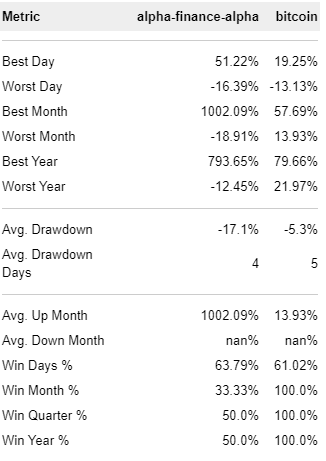 Metric alpha-finance-alpha bitcoin
Best Day 51.22% 19.25%
Worst Day -16.39% -13.13%
Best Month 1002.09% 57.69%
Worst Month -18.91% 13.93%
Best Year 793.65% 79.66%
Worst Year -12.45% 21.97%
Avg. Drawdown -17.1% -5.3%
Avg. Drawdown
Days 4 5
Avg. Up Month 1002.09% 13.93%
Avg. Down Month nan% nan%
Win Days % 63.79% 61.02%
Win Month % 33.33% 100.0%
Win Quarter % 50.0% 100.0%
Win Year % 50.0% 100.0%